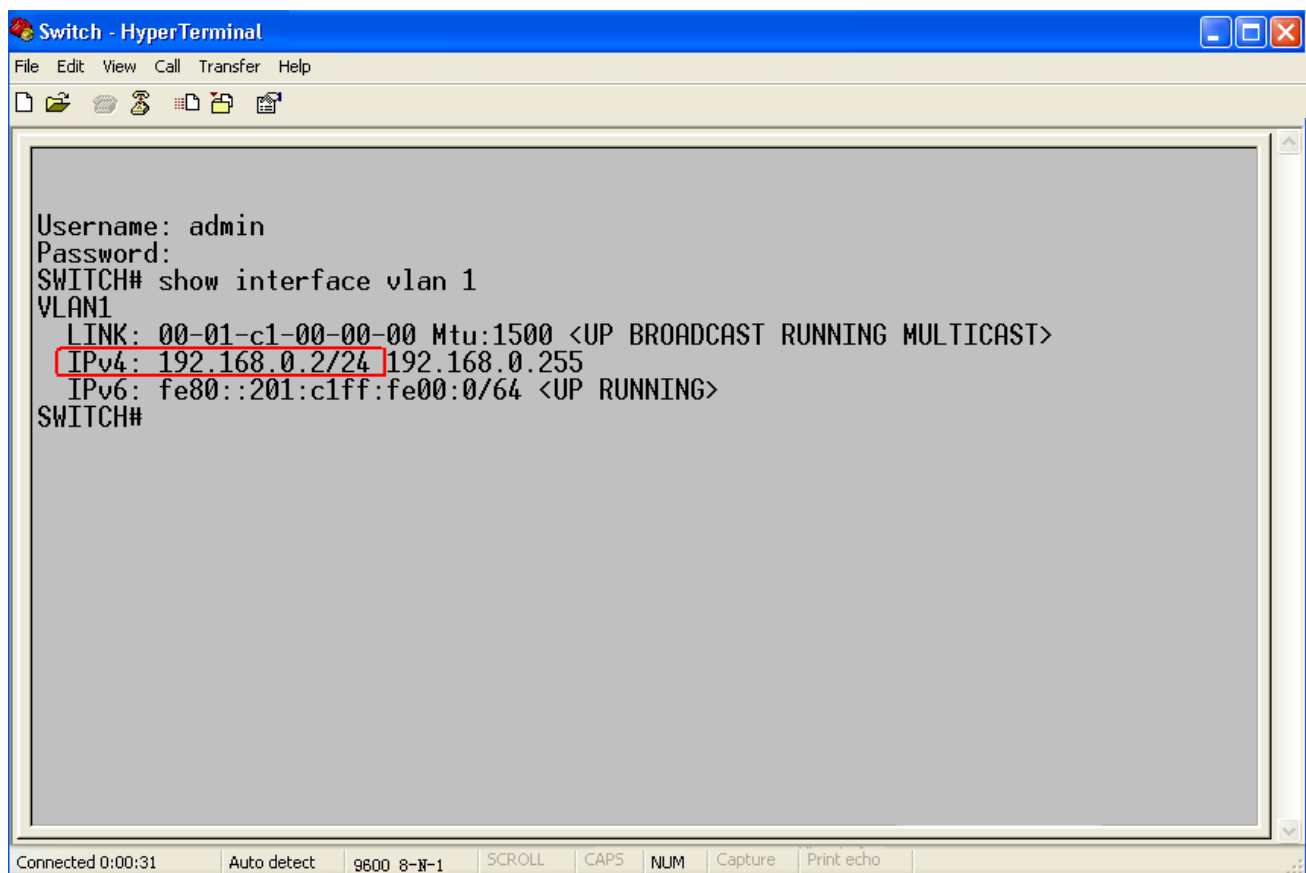 Switch - HyperTerminal
File Edit View Call Transfer Help
Username: admin
Password:
SWITCH# show interface vlan 1
VLAN1
LINK: 00-01-c1-00-00-00 Mtu:1500 <UP BROADCAST RUNNING MULTICAST>
IPv4: 192.168.0.2/24 192.168.0.255
IPv6: fe80::201:c1ff:fe00:0/64 <UP RUNNING>
SWITCH#
Connected 0:00:31 Auto detect 9600 8-N-1 SCROLL CAPS NUM Capture Print echo